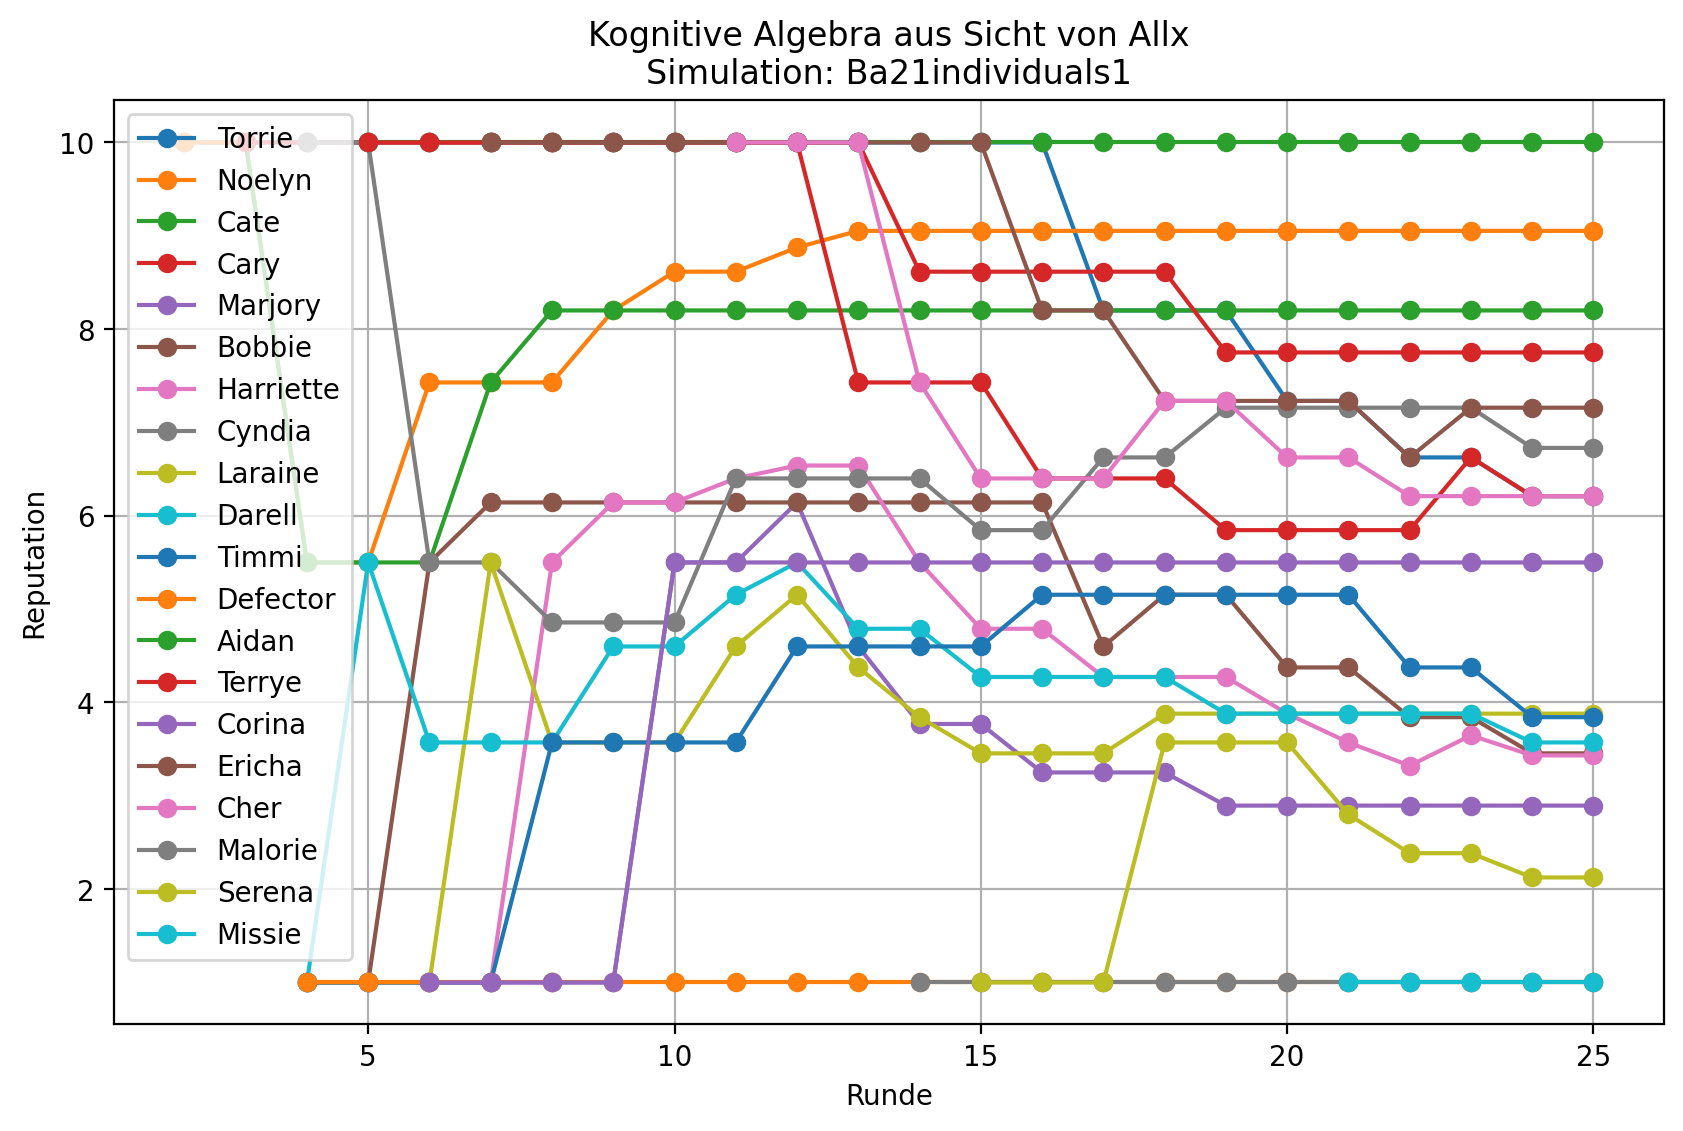 Kognitive Algebra aus Sicht von Allx
Simulation: Ba21individuals1
Reputation
10
8
6
4
2
Torrie
Noelyn
Cate
Cary
Marjory
Bobbie
Harriette
Cyndia
Laraine
Darell
Timmi
Defector
Aidan
Terrye
Corina
Ericha
Cher
Malorie
Serena
Missie
5
10
15
20
25
Runde